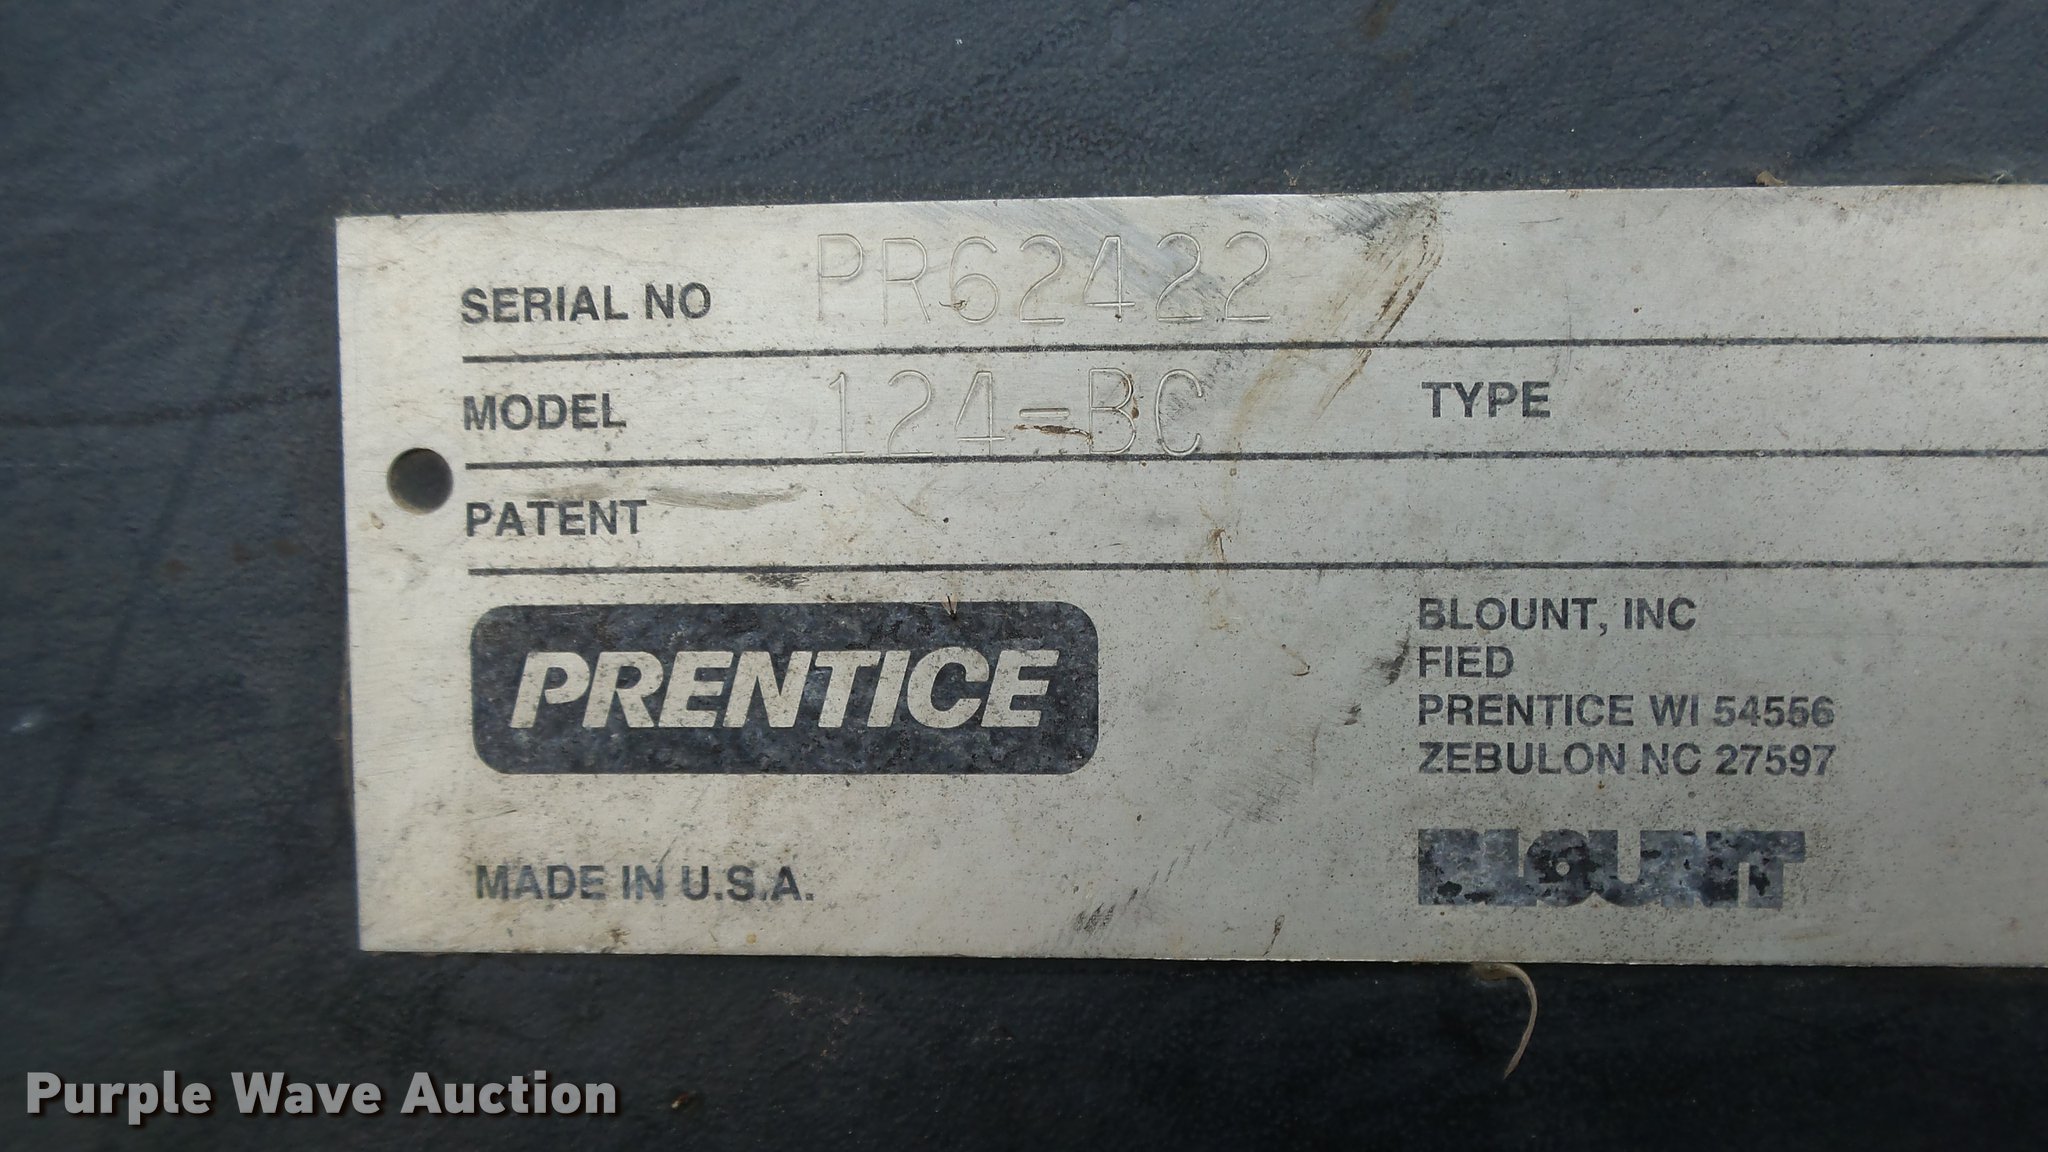 SERIAL NO PR62422
MODEL 124-BC TYPE
PATENT
PRENTICE
MADE IN U.S.A.
BLOUNT, INC
FIED
PRENTICE WI 54556
ZEBULON NC 27597
BLOUNT
Purple Wave Auction